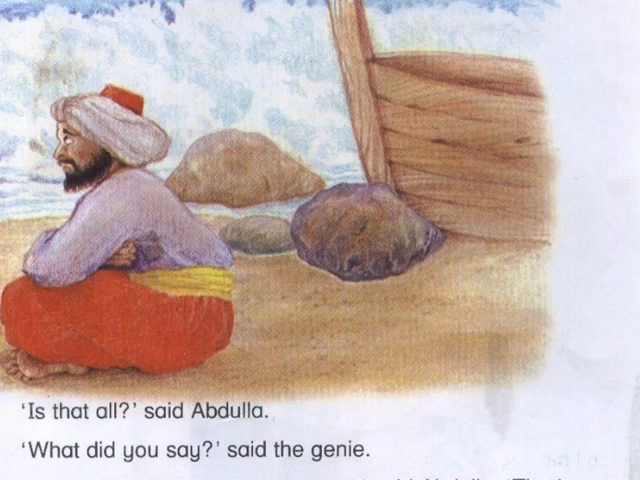 'Is that all?' said Abdulla.
'What did you say?' said the genie.